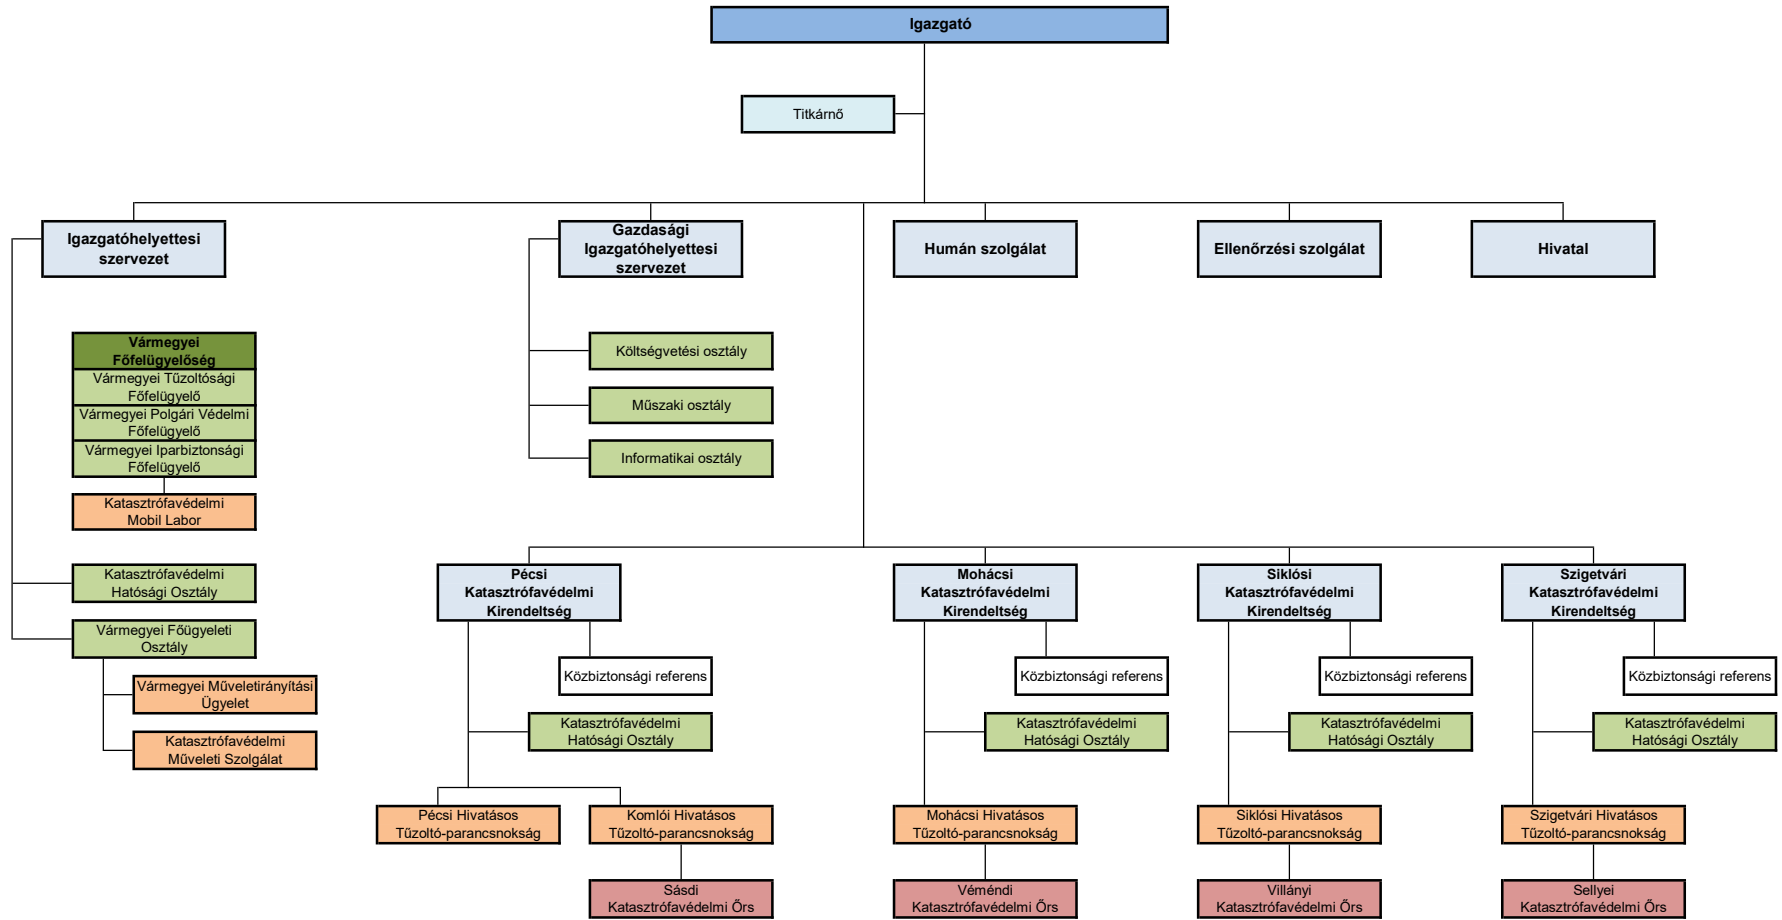 Igazgató
Titkárnő
Igazgatóhelyettesi
szervezet
Gazdasági
Igazgatóhelyettesi
szervezet
Humán szolgálat
Ellenőrzési szolgálat
Hivatal
Vármegyei
Főfelügyelőség
Vármegyei Tűzoltósági
Főfelügyelő
Vármegyei Polgári Védelmi
Főfelügyelő
Vármegyei Iparbiztonsági
Főfelügyelő
Katasztrófavédelmi
Mobil Labor
Költségvetési osztály
Műszaki osztály
Informatikai osztály
Katasztrófavédelmi
Hatósági Osztály
Vármegyei Főügyeleti
Osztály
Vármegyei Műveletirányítási
Ügyelet
Katasztrófavédelmi
Műveleti Szolgálat
Pécsi
Katasztrófavédelmi
Kirendeltség
Mohácsi
Katasztrófavédelmi
Kirendeltség
Siklósi
Katasztrófavédelmi
Kirendeltség
Szigetvári
Katasztrófavédelmi
Kirendeltség
Közbiztonsági referens
Közbiztonsági referens
Közbiztonsági referens
Közbiztonsági referens
Katasztrófavédelmi
Hatósági Osztály
Katasztrófavédelmi
Hatósági Osztály
Katasztrófavédelmi
Hatósági Osztály
Katasztrófavédelmi
Hatósági Osztály
Pécsi Hivatásos
Tűzoltó-parancsnokság
Komlói Hivatásos
Tűzoltó-parancsnokság
Mohácsi Hivatásos
Tűzoltó-parancsnokság
Siklósi Hivatásos
Tűzoltó-parancsnokság
Szigetvári Hivatásos
Tűzoltó-parancsnokság
Sásdi
Katasztrófavédelmi Őrs
Véméndi
Katasztrófavédelmi Őrs
Villányi
Katasztrófavédelmi Őrs
Sellyei
Katasztrófavédelmi Őrs